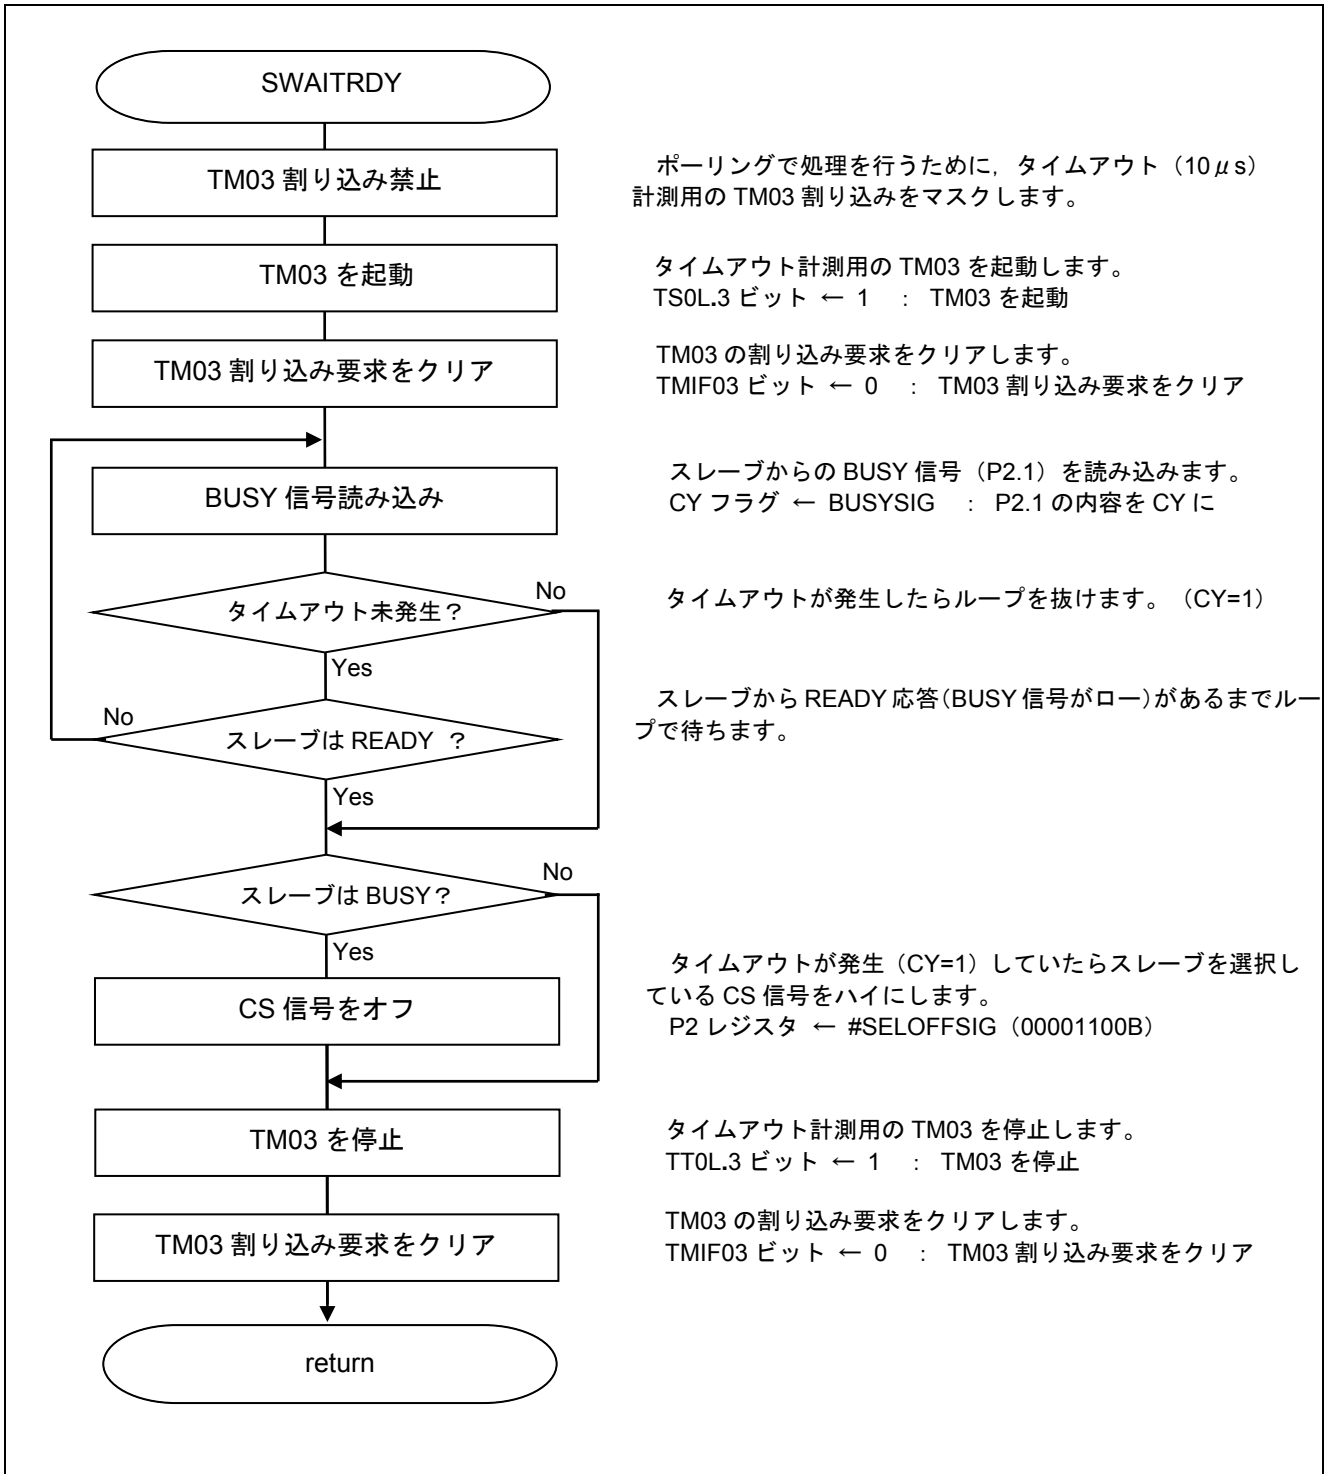 SWAITRDY
TM03 割り込み禁止
ポーリングで処理を行うために，タイムアウト（10μs）
計測用の TM03 割り込みをマスクします。
TM03 を起動
タイムアウト計測用の TM03 を起動します。
TS0L.3 ビット ← 1 ： TM03 を起動
TM03 割り込み要求をクリア
TM03 の割り込み要求をクリアします。
TMIF03 ビット ← 0 ： TM03 割り込み要求をクリア
BUSY 信号読み込み
スレーブからの BUSY 信号（P2.1）を読み込みます。
CY フラグ ← BUSYSIG ： P2.1 の内容を CY に
タイムアウト未発生？
No
タイムアウトが発生したらループを抜けます。（CY=1）
Yes
スレーブは READY ？
No
スレーブから READY 応答(BUSY 信号がロー)があるまでルー
プで待ちます。
Yes
スレーブは BUSY？
No
Yes
CS 信号をオフ
タイムアウトが発生（CY=1）していたらスレーブを選択し
ている CS 信号をハイにします。
P2 レジスタ ← #SELOFFSIG（00001100B）
TM03 を停止
タイムアウト計測用の TM03 を停止します。
TT0L.3 ビット ← 1 ： TM03 を停止
TM03 割り込み要求をクリア
TM03 の割り込み要求をクリアします。
TMIF03 ビット ← 0 ： TM03 割り込み要求をクリア
return